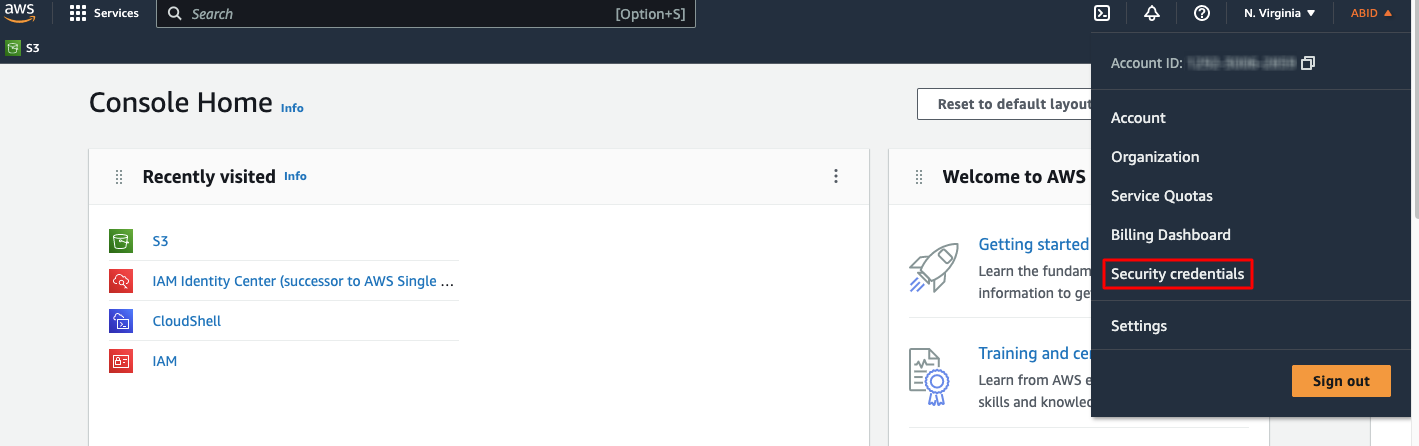 aws
Services
Search
[Option+S]
N. Virginia
ABID
S3
Account ID:
Console Home Info
Reset to default layout
Account
Organization
Service Quotas
Billing Dashboard
Security credentials
Settings
Sign out
Recently visited Info
S3
IAM Identity Center (successor to AWS Single ...
CloudShell
IAM
Welcome to AWS
Getting started
Learn the fundam
information to ge
Training and ce
Learn from AWS e
skills and knowled